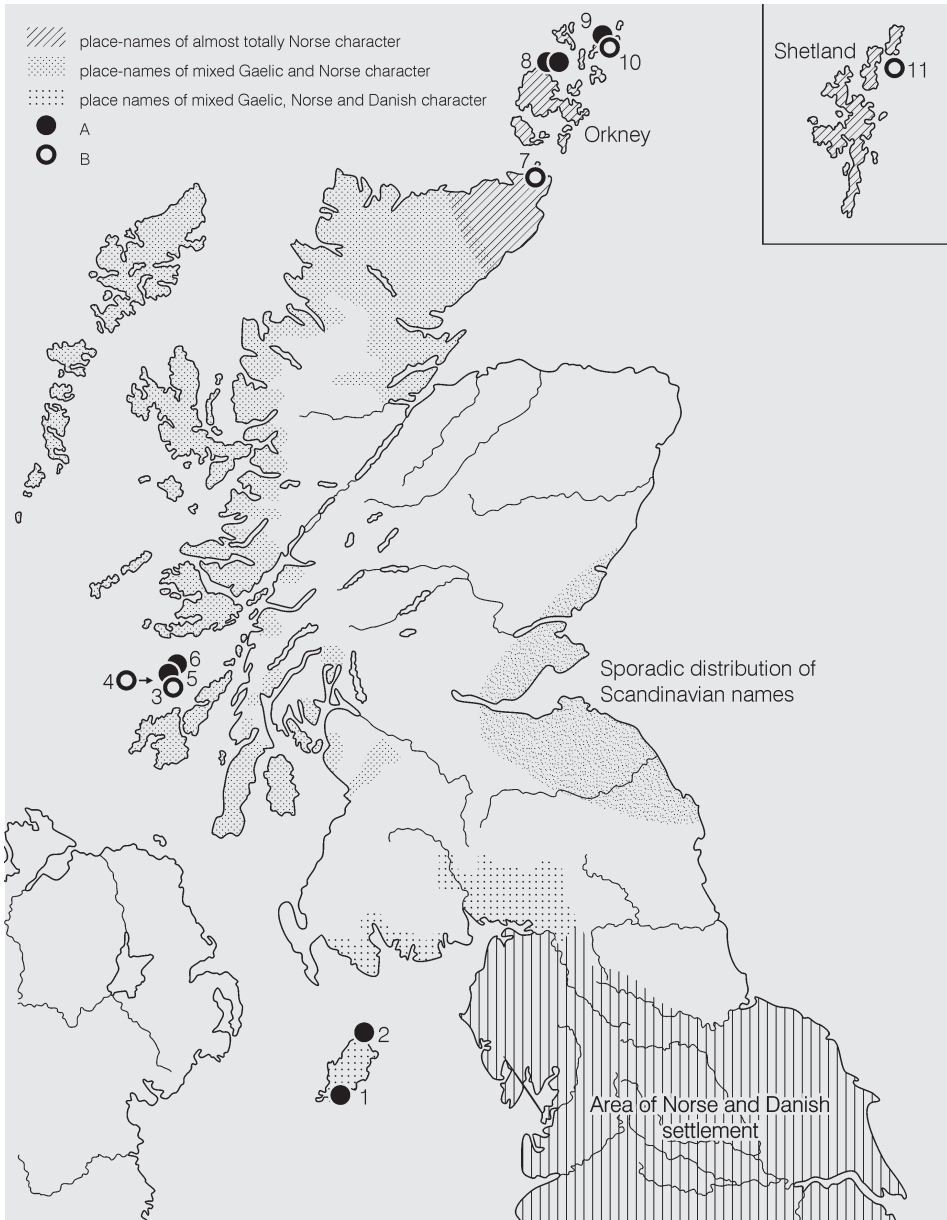 place-names of almost totally Norse character
place-names of mixed Gaelic and Norse character
place names of mixed Gaelic, Norse and Danish character
A
B
9
8
10
Orkney
7
Shetland
11
Sporadic distribution of
Scandinavian names
6
4
5
3
2
1
Area of Norse and Danish
settlement